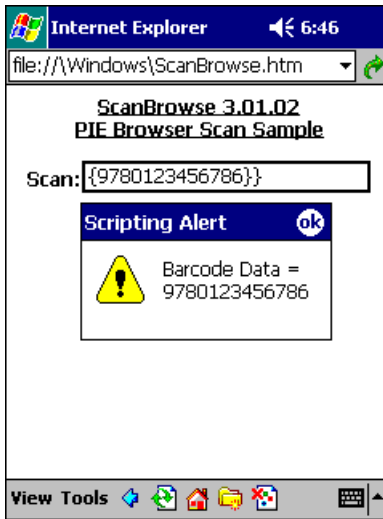 Internet Explorer 6:46
file://\Windows\ScanBrowse.htm
ScanBrowse 3.01.02
PIE Browser Scan Sample
Scan: {9780123456786}}
Scripting Alert ok
Barcode Data =
9780123456786
View Tools